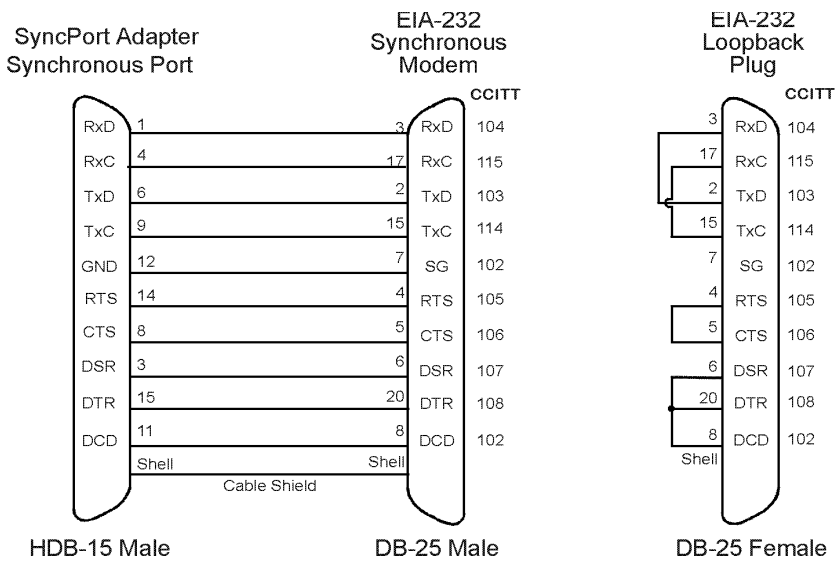 SyncPort Adapter
Synchronous Port
EIA-232
Synchronous
Modem
EIA-232
Loopback
Plug
CCITT
CCITT
RxD 1 3 RxD 104
RxC 4 17 RxC 115
TxD 6 2 TxD 103
TxC 9 15 TxC 114
GND 12 7 SG 102
RTS 14 4 RTS 105
CTS 8 5 CTS 106
DSR 3 6 DSR 107
DTR 15 20 DTR 108
DCD 11 8 DCD 102
Shell Shell
Cable Shield
3 RxD 104
17 RxC 115
2 TxD 103
15 TxC 114
7 SG 102
4 RTS 105
5 CTS 106
6 DSR 107
20 DTR 108
8 DCD 102
Shell
HDB-15 Male
DB-25 Male
DB-25 Female